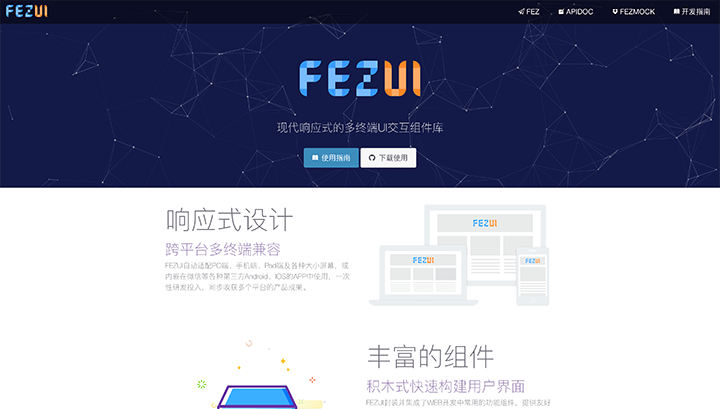 FEZUI
FEZ APIDOC FEZMOCK 开发指南
FEZUI
现代响应式的多终端UI交互组件库
使用指南 下载使用
响应式设计
跨平台多终端兼容
FEZUI自动适配PC端、手机站、Pad端及各种大小屏幕，或
内嵌在微信等各种第三方Android、IOS的APP中使用，一次
性研发投入，同步收获多个平台的产品成果。
FEZUI
FEZUI
FEZUI
丰富的组件
积木式快速构建用户界面
FEZUI封装并集成了WEB开发中常用的功能组件，提供友好